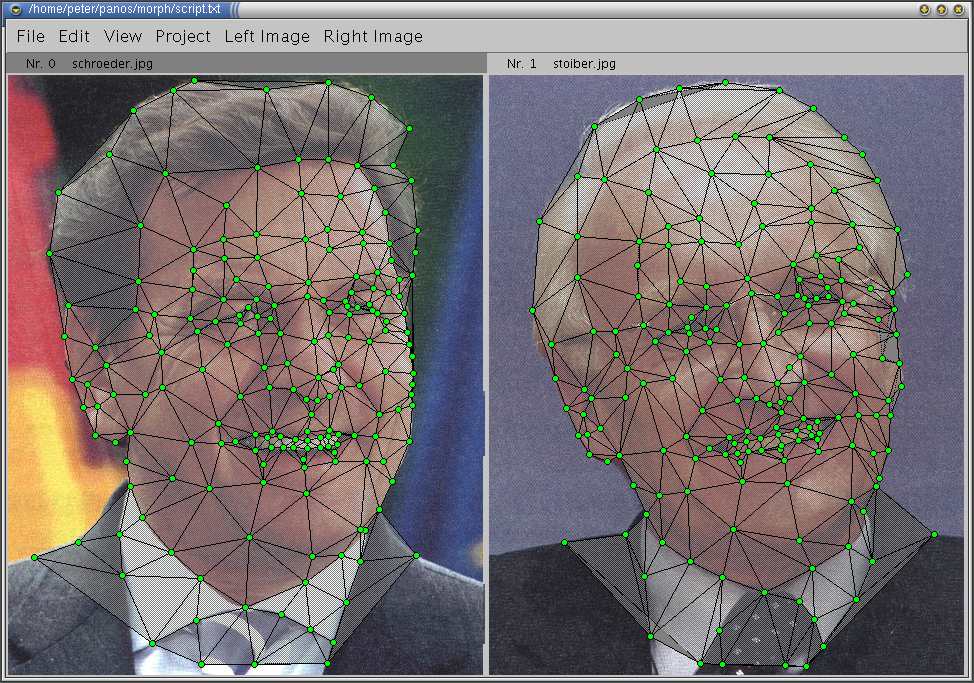 /home/peter/panos/morph/script.txt
File Edit View Project Left Image Right Image
Nr. 0 schroeder.jpg Nr. 1 stoiber.jpg